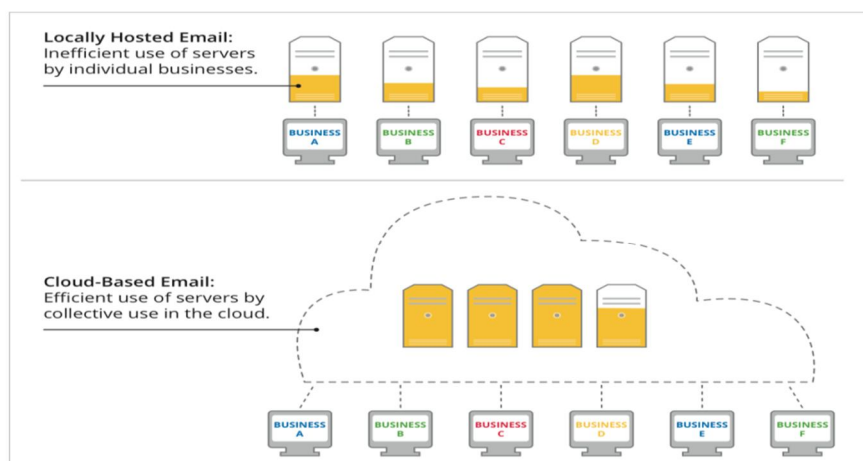 Locally Hosted Email:
Inefficient use of servers
by individual businesses.
BUSINESS
A
BUSINESS
B
BUSINESS
C
BUSINESS
D
BUSINESS
E
BUSINESS
F
Cloud-Based Email:
Efficient use of servers by
collective use in the cloud.
BUSINESS
A
BUSINESS
B
BUSINESS
C
BUSINESS
D
BUSINESS
E
BUSINESS
F